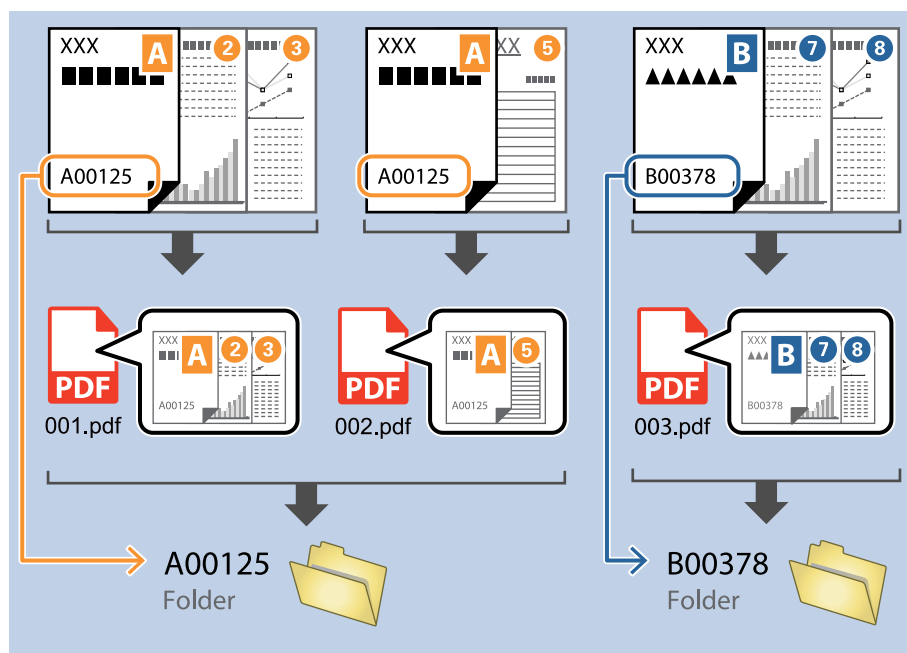 XXX A 2 3
A00125
XXX A XX 5
A00125
XXX B 7 8
B00378
PDF
001.pdf
XXX A 2 3
A00125
PDF
002.pdf
XXX A 5
A00125
PDF
003.pdf
XXX B 7 8
B00378
A00125
Folder
B00378
Folder